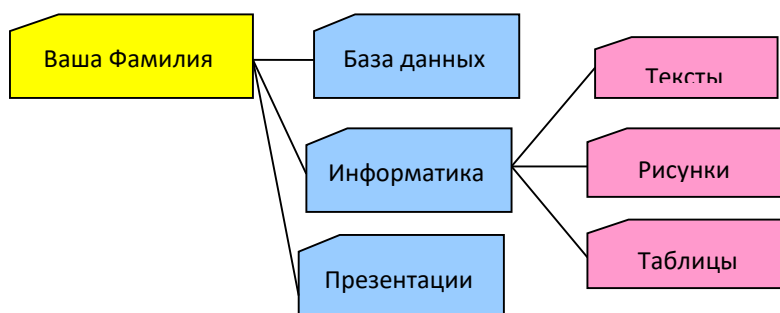 Ваша Фамилия
База данных
Тексты
Информатика
Рисунки
Презентации
Таблицы